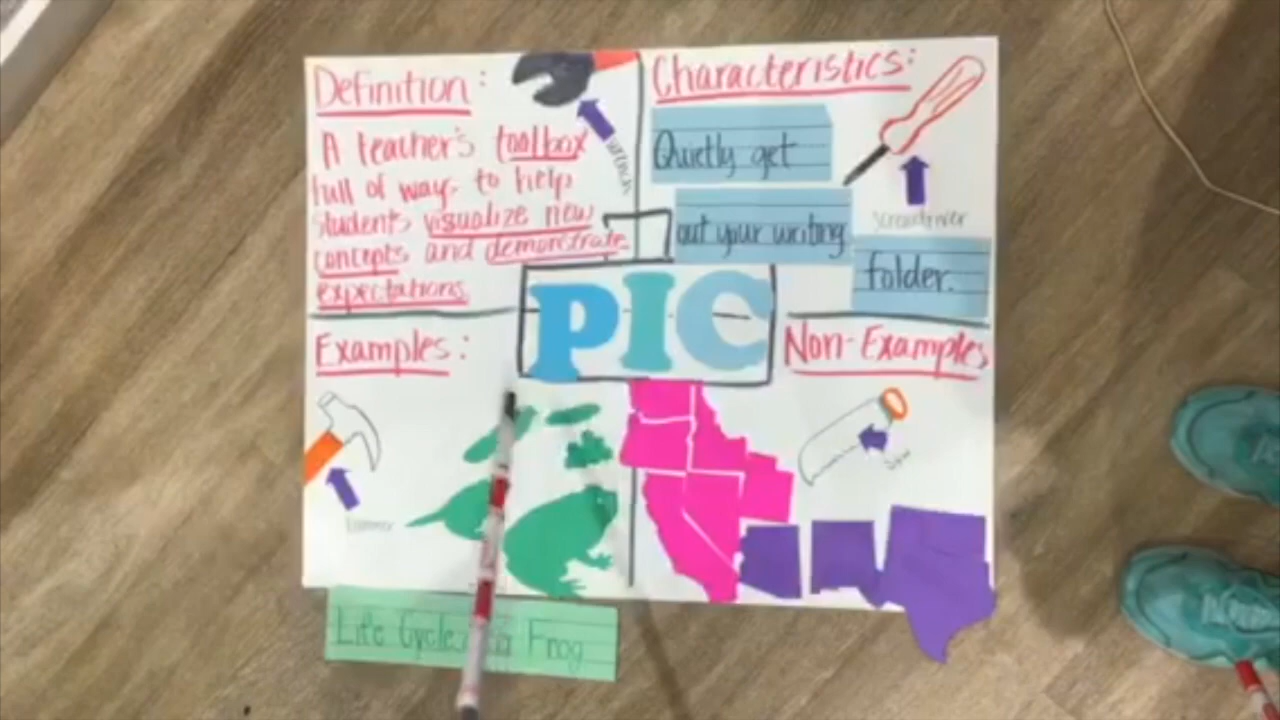 Definition:
A teacher's toolbox
full of ways to help
students visualize new
concepts and demonstrate
expectations
wrench
Characteristics:
Quietly get
out your writing
folder.
screwdriver
PIC
Examples:
hammer
Non-Examples
Saw
Life Cycle Frog